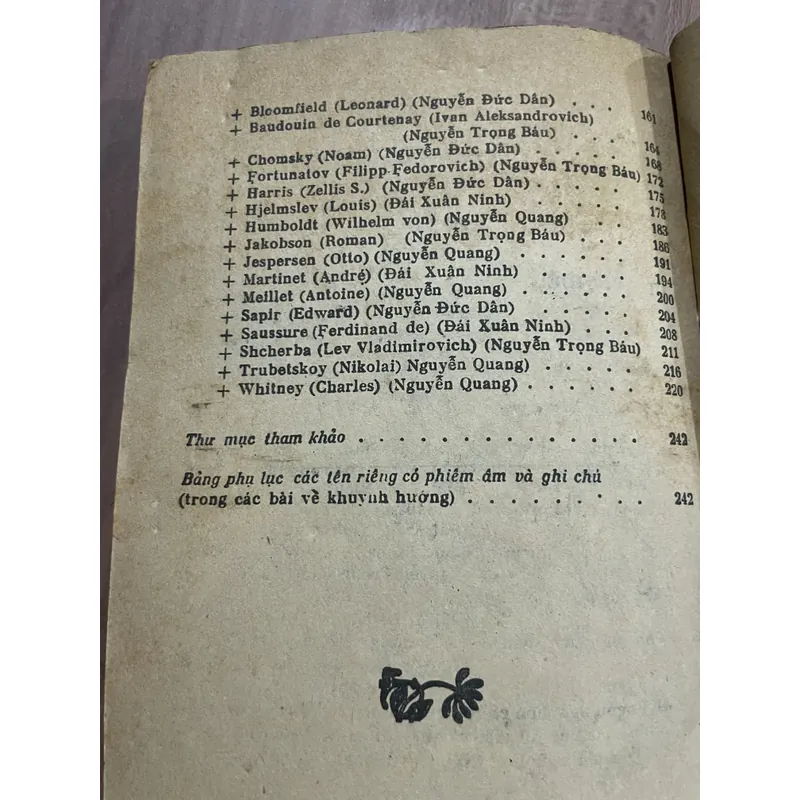 + Bloomfield (Leonard) (Nguyễn Đức Dân) . . . 161
+ Baudouin de Courtenay (Ivan Aleksandrovich)
(Nguyễn Trọng Báu) . . . 164
+ Chomsky (Noam) (Nguyễn Đức Dân) . . . . . 168
+ Fortunatov (Filipp Fedorovich) (Nguyễn Trọng Báu) 172
+ Harris (Zellis S.) (Nguyễn Đức Dân) . . . . . 175
+ Hjelmslev (Louis) (Đái Xuân Ninh) . . . . . 178
+ Humboldt (Wilhelm von) (Nguyễn Quang) . . . . 183
+ Jakobson (Roman) (Nguyễn Trọng Báu) . . . . 186
+ Jespersen (Otto) (Nguyễn Quang) . . . . . 191
+ Martinet (André) (Đái Xuân Ninh) . . . . . 194
+ Meillet (Antoine) (Nguyễn Quang) . . . . . 200
+ Sapir (Edward) (Nguyễn Đức Dân) . . . . . 204
+ Saussure (Ferdinand de) (Đái Xuân Ninh) . . . 208
+ Shcherba (Lev Vladimirovich) (Nguyễn Trọng Báu) 211
+ Trubetskoy (Nikolai) Nguyễn Quang) . . . . 216
+ Whitney (Charles) (Nguyễn Quang) . . . . . 220
Thư mục tham khảo . . . . . . . . . . . . . 242
Bảng phụ lục các tên riêng có phiêm âm và ghi chú
(trong các bài về khuynh hướng) . . . . . . . . . 242